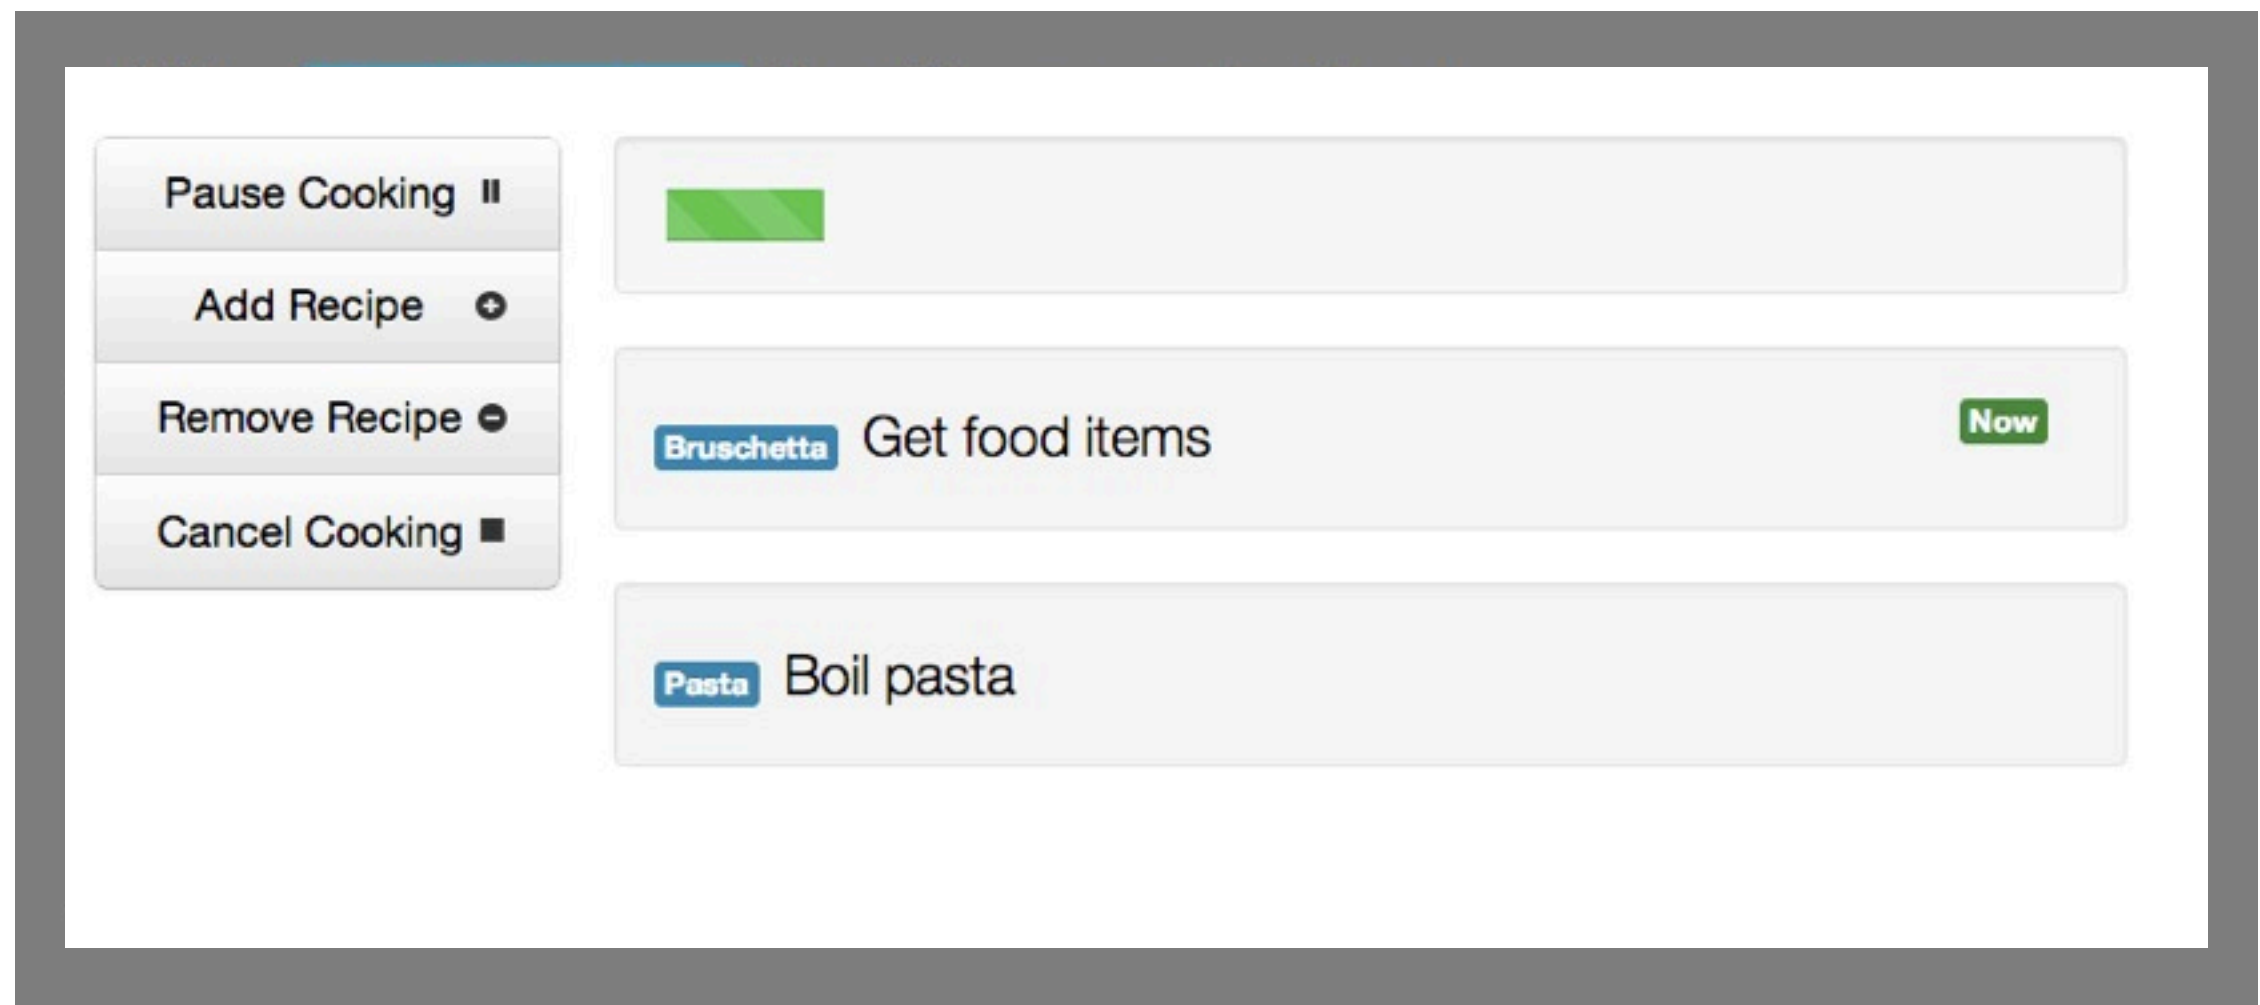 Pause Cooking
Add Recipe
Remove Recipe
Cancel Cooking
Bruschetta Get food items Now
Pasta Boil pasta